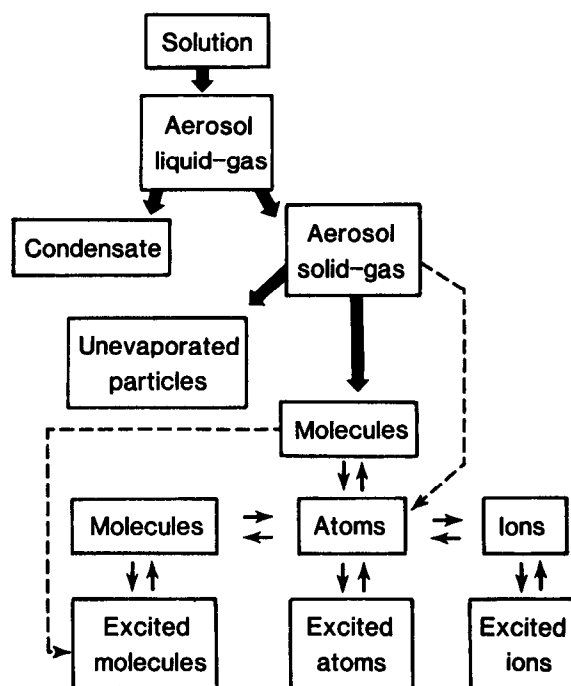 Solution
Aerosol
liquid-gas
Condensate
Aerosol
solid-gas
Unevaporated
particles
Molecules
Molecules
Atoms
Ions
Excited
molecules
Excited
atoms
Excited
ions